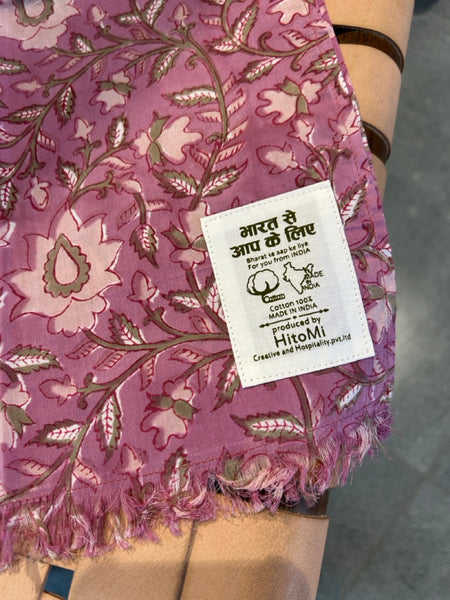 भारत से
आप के लिए
Bharat se aap ke liye
For you from INDIA
MADE
IN
INDIA
Cotton 100%
MADE IN INDIA
produced by
HitoMi
Creative and Hospitality.pvt.ltd